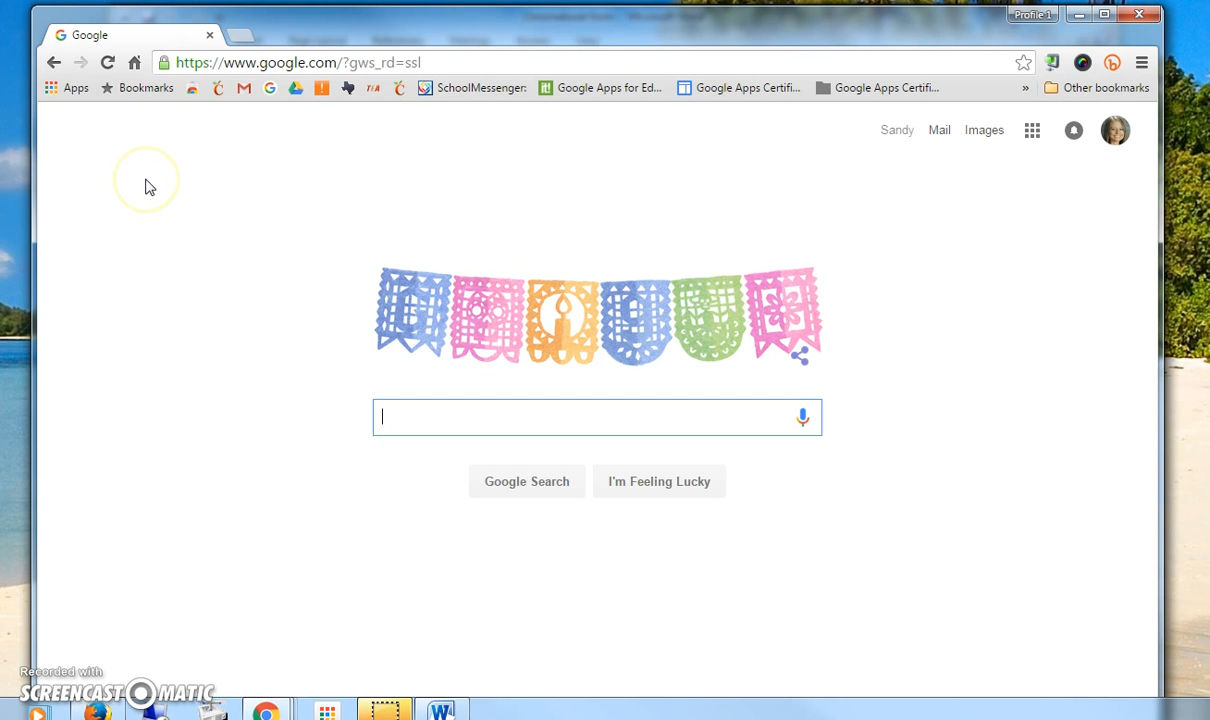 Profile 1
Google
https://www.google.com/?gws_rd=ssl
Apps
Bookmarks
TEA
SchoolMessenger:
Google Apps for Ed...
Google Apps Certifi...
Google Apps Certifi...
»
Other bookmarks
Sandy
Mail
Images
Google Search
I'm Feeling Lucky
Recorded with
SCREENCAST MATIC